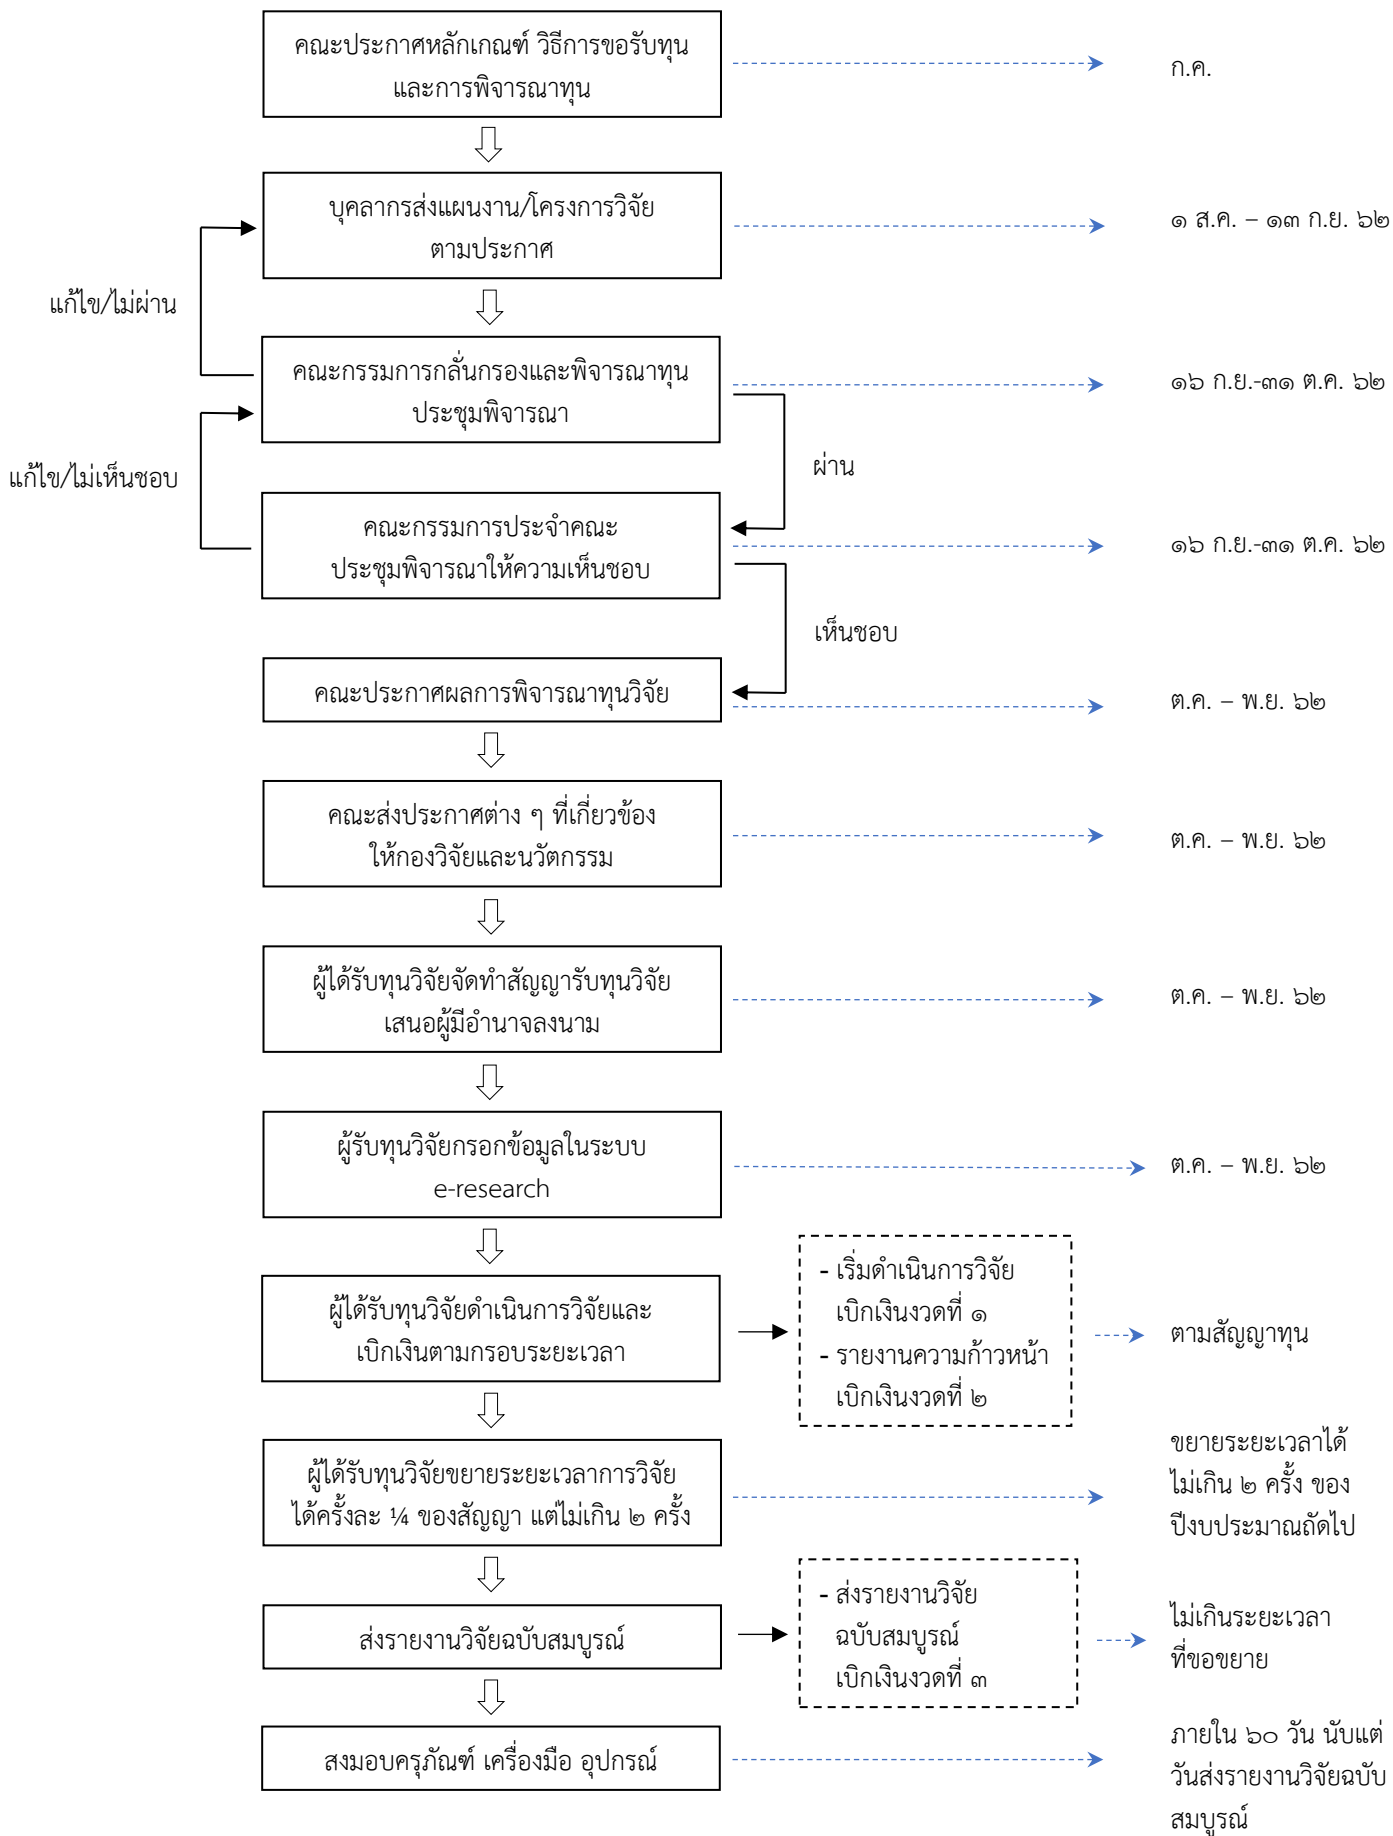 คณะประกาศหลักเกณฑ์ วิธีการขอรับทุน
และการพิจารณาทุน
ก.ค.
บุคลากรส่งแผนงาน/โครงการวิจัย
ตามประกาศ
๑ ส.ค. – ๑๓ ก.ย. ๖๒
แก้ไข/ไม่ผ่าน
คณะกรรมการกลั่นกรองและพิจารณาทุน
ประชุมพิจารณา
๑๖ ก.ย.-๓๑ ต.ค. ๖๒
แก้ไข/ไม่เห็นชอบ
ผ่าน
คณะกรรมการประจำคณะ
ประชุมพิจารณาให้ความเห็นชอบ
๑๖ ก.ย.-๓๑ ต.ค. ๖๒
เห็นชอบ
คณะประกาศผลการพิจารณาทุนวิจัย
ต.ค. – พ.ย. ๖๒
คณะส่งประกาศต่าง ๆ ที่เกี่ยวข้อง
ให้กองวิจัยและนวัตกรรม
ต.ค. – พ.ย. ๖๒
ผู้ได้รับทุนวิจัยจัดทำสัญญารับทุนวิจัย
เสนอผู้มีอำนาจลงนาม
ต.ค. – พ.ย. ๖๒
ผู้รับทุนวิจัยกรอกข้อมูลในระบบ
e-research
ต.ค. – พ.ย. ๖๒
ผู้ได้รับทุนวิจัยดำเนินการวิจัยและ
เบิกเงินตามกรอบระยะเวลา
- เริ่มดำเนินการวิจัย
เบิกเงินงวดที่ ๑
- รายงานความก้าวหน้า
เบิกเงินงวดที่ ๒
ตามสัญญาทุน
ผู้ได้รับทุนวิจัยขยายระยะเวลาการวิจัย
ได้ครั้งละ ¼ ของสัญญา แต่ไม่เกิน ๒ ครั้ง
ขยายระยะเวลาได้
ไม่เกิน ๒ ครั้ง ของ
ปีงบประมาณถัดไป
ส่งรายงานวิจัยฉบับสมบูรณ์
- ส่งรายงานวิจัย
ฉบับสมบูรณ์
เบิกเงินงวดที่ ๓
ไม่เกินระยะเวลา
ที่ขอขยาย
สงมอบครุภัณฑ์ เครื่องมือ อุปกรณ์
ภายใน ๖๐ วัน นับแต่
วันส่งรายงานวิจัยฉบับ
สมบูรณ์